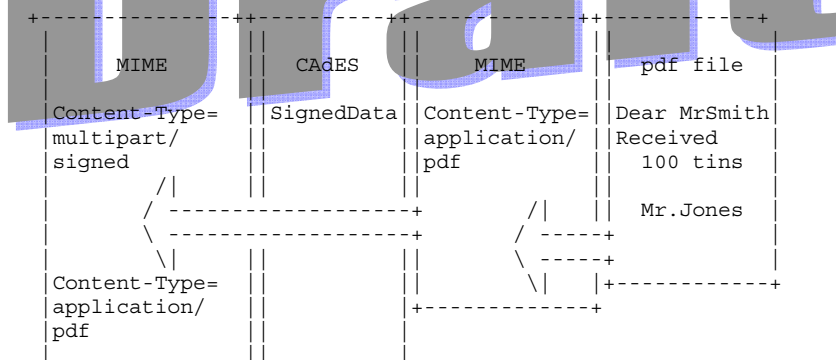 Draft
+---------------++----------++-------------++------------+
|               ||          ||             ||            |
|     MIME      ||   CAdES  ||    MIME     ||  pdf file  |
|               ||          ||             ||            |
|Content-Type=  ||SignedData||Content-Type=||Dear MrSmith|
|multipart/     ||          ||application/ ||Received    |
|signed         ||          ||pdf          ||  100 tins  |
|       /|      ||          ||             ||            |
|      / -------------------+       /|     ||  Mr.Jones  |
|      \ -------------------+      / -----+              |
|       \|      ||          ||     \ -----+              |
|Content-Type=  ||          ||      \|    |+------------+
|application/   ||          |+-------------+
|pdf            ||          |
|               ||          |